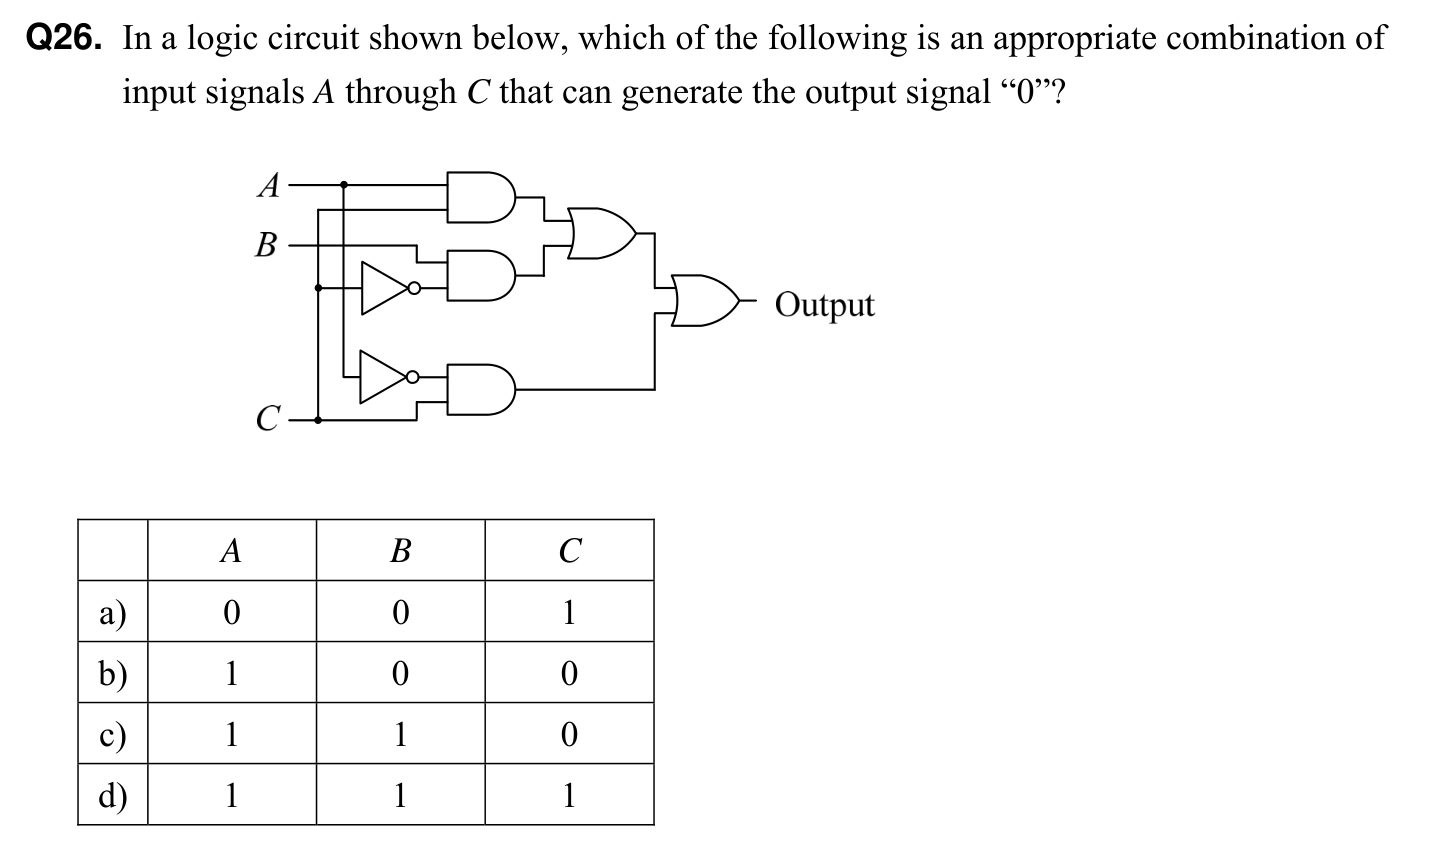 Q26. In a logic circuit shown below, which of the following is an appropriate combination of
input signals A through C that can generate the output signal “0”?
A
B
Output
C
A B C
a) 0 0 1
b) 1 0 0
c) 1 1 0
d) 1 1 1